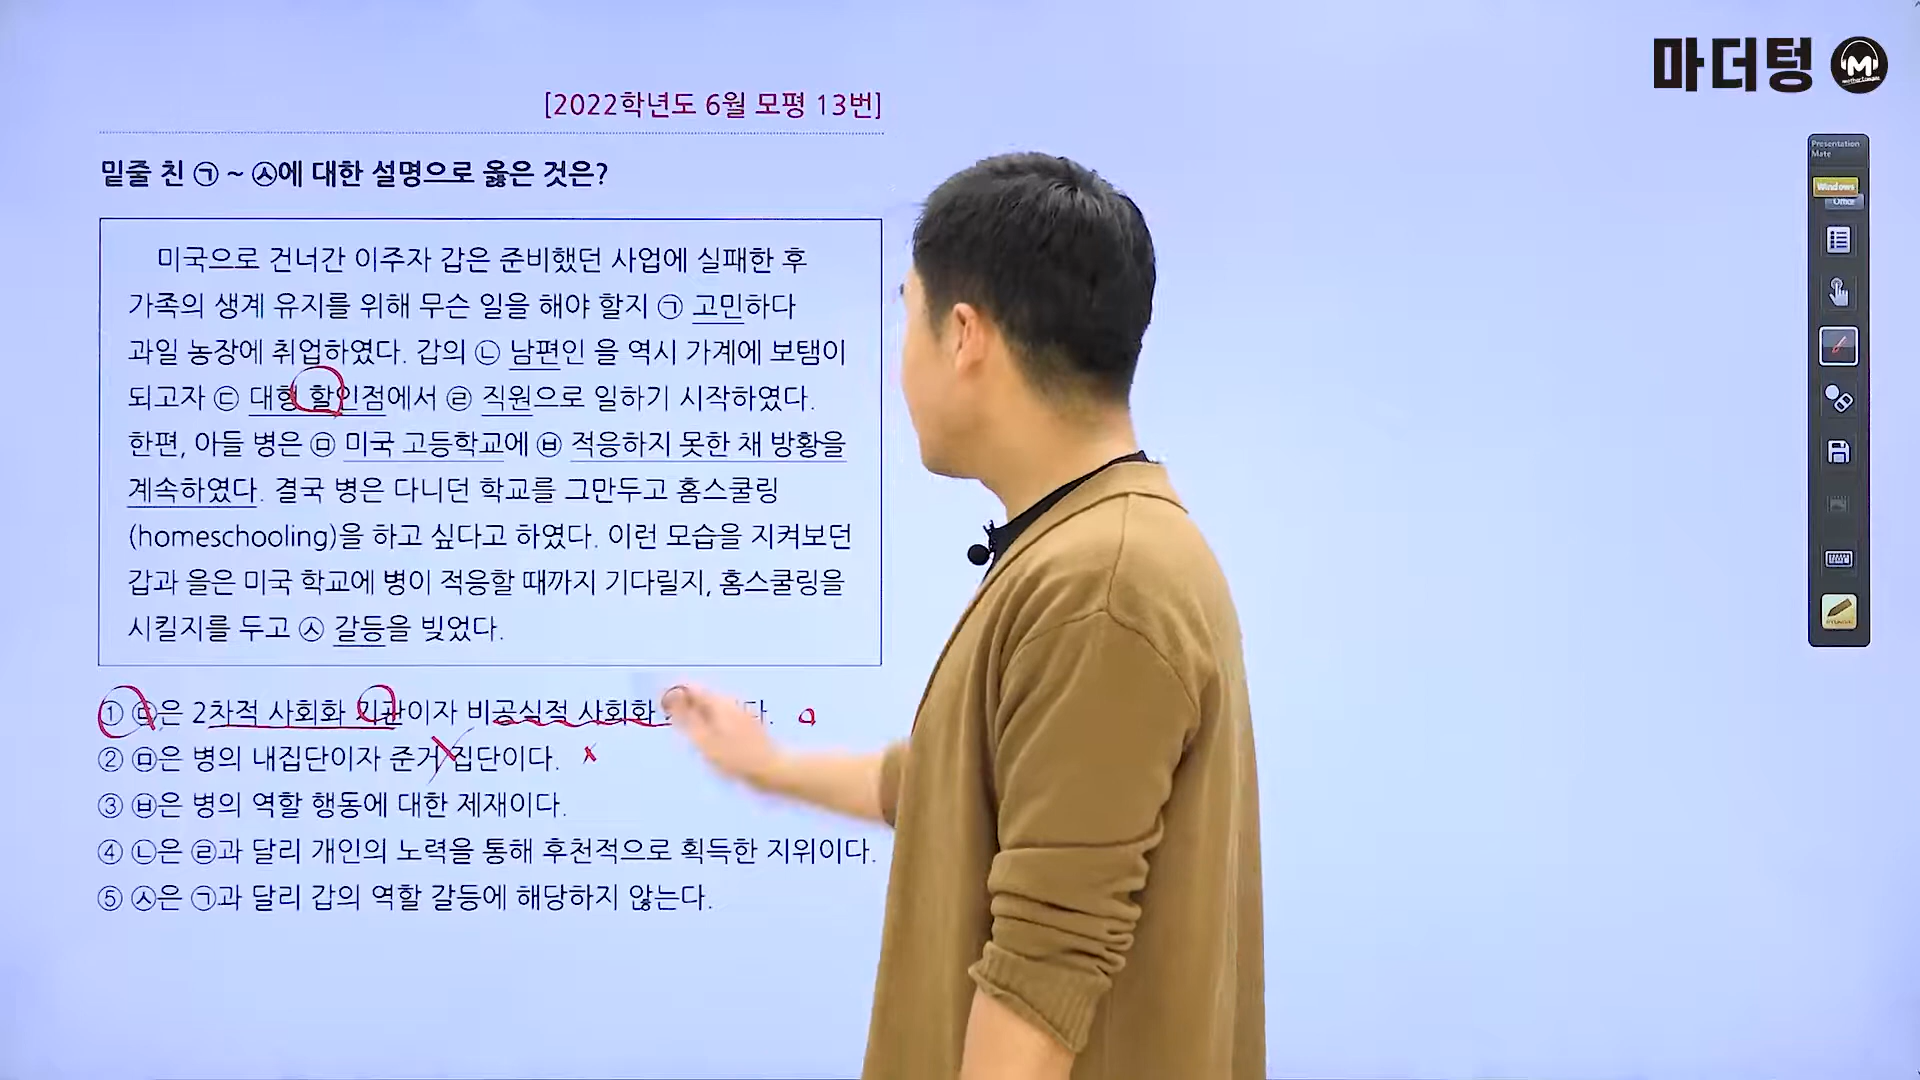 마더텅
[2022학년도 6월 모평 13번]
밑줄 친 ㉠ ~ ㉦에 대한 설명으로 옳은 것은?
미국으로 건너간 이주자 갑은 준비했던 사업에 실패한 후
가족의 생계 유지를 위해 무슨 일을 해야 할지 ㉠ 고민하다
과일 농장에 취업하였다. 갑의 ㉡ 남편인 을 역시 가계에 보탬이
되고자 ㉢ 대형 할인점에서 ㉣ 직원으로 일하기 시작하였다.
한편, 아들 병은 ㉤ 미국 고등학교에 ㉥ 적응하지 못한 채 방황을
계속하였다. 결국 병은 다니던 학교를 그만두고 홈스쿨링
(homeschooling)을 하고 싶다고 하였다. 이런 모습을 지켜보던
갑과 을은 미국 학교에 병이 적응할 때까지 기다릴지, 홈스쿨링을
시킬지를 두고 ㉦ 갈등을 빚었다.
① ㉢은 2차적 사회화 기관이자 비공식적 사회화 다.
② ㉤은 병의 내집단이자 준거 집단이다.
③ ㉥은 병의 역할 행동에 대한 제재이다.
④ ㉡은 ㉣과 달리 개인의 노력을 통해 후천적으로 획득한 지위이다.
⑤ ㉦은 ㉠과 달리 갑의 역할 갈등에 해당하지 않는다.
Presentation
Mate
Windows
Office